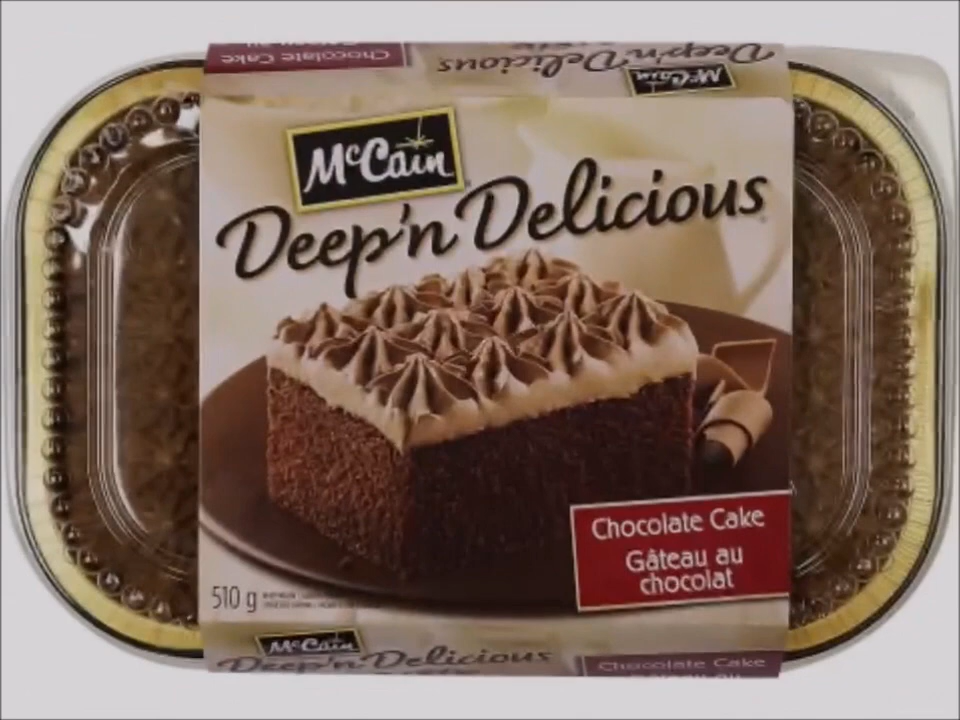 Chocolate Cake
Deep'n Delicious
McCain
McCain
Deep'n Delicious
Chocolate Cake
Gâteau au
chocolat
510 g
McCain
Deep'n Delicious
Chocolate Cake